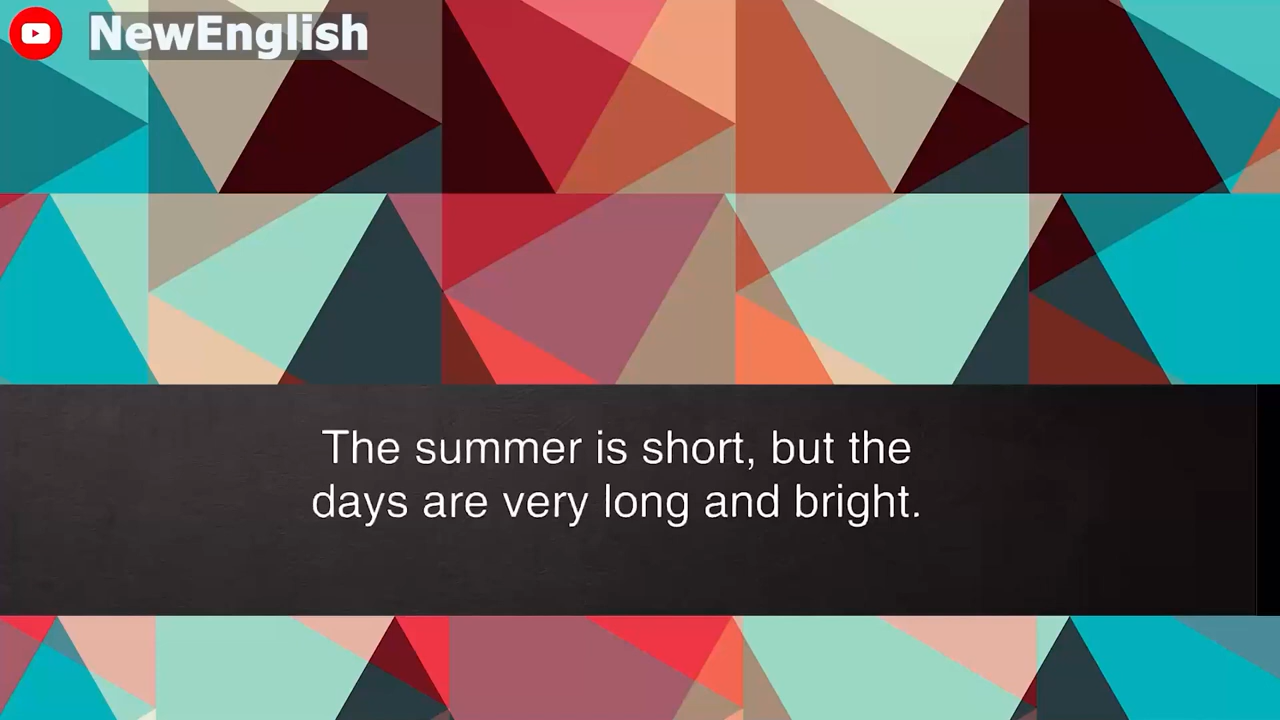 NewEnglish
The summer is short, but the
days are very long and bright.